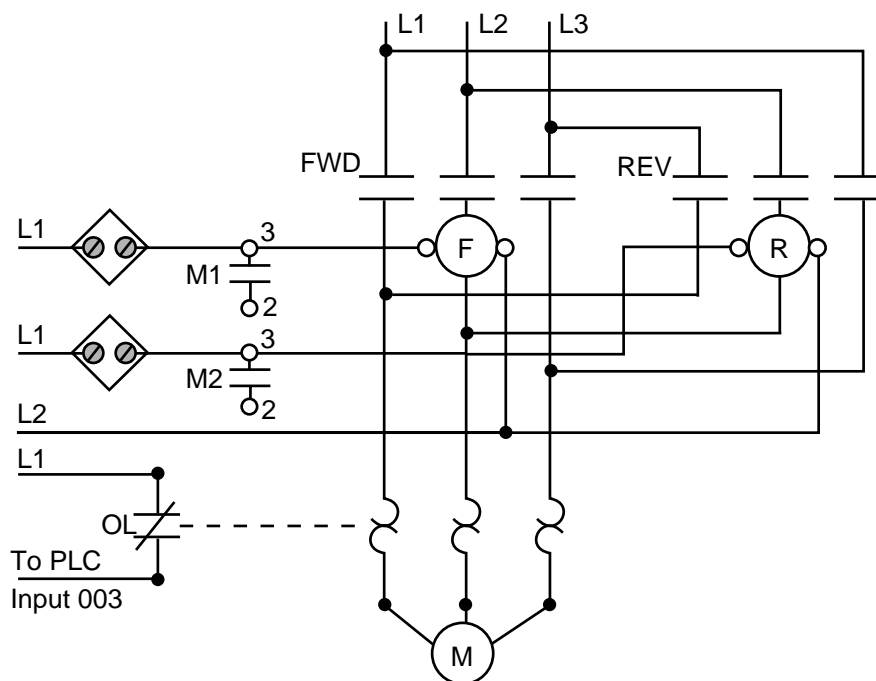 L1 L2 L3
FWD REV
L1 3 F R
M1
2
L1 3
M2
2
L2
L1
OL
To PLC
Input 003
M